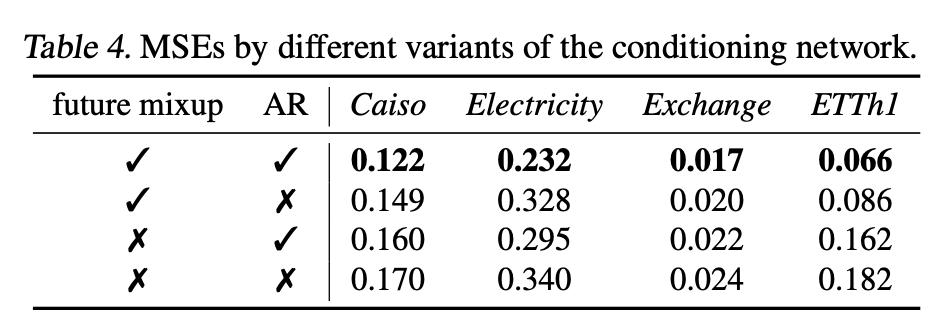 Table 4. MSEs by different variants of the conditioning network.
future mixup AR Caiso Electricity Exchange ETTh1
✓ ✓ 0.122 0.232 0.017 0.066
✓ ✗ 0.149 0.328 0.020 0.086
✗ ✓ 0.160 0.295 0.022 0.162
✗ ✗ 0.170 0.340 0.024 0.182